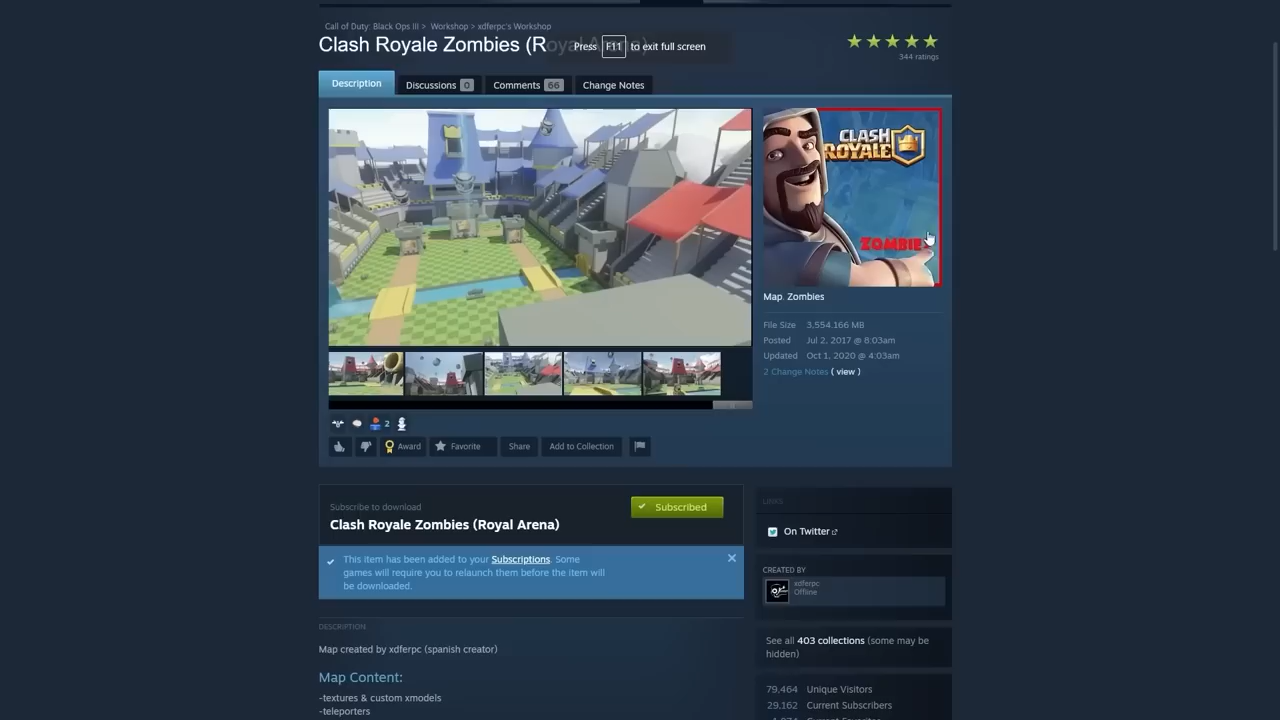 Call of Duty: Black Ops III > Workshop > xdferpc's Workshop
Clash Royale Zombies (Royal Arena)
Press F11 to exit full screen
344 ratings
Description
Discussions 0
Comments 66
Change Notes
CLASH
ROYALE
ZOMBIE
Map, Zombies
File Size 3,554.166 MB
Posted Jul 2, 2017 @ 8:03am
Updated Oct 1, 2020 @ 4:03am
2 Change Notes ( view )
2
Award
Favorite
Share
Add to Collection
Subscribe to download
Clash Royale Zombies (Royal Arena)
Subscribed
This item has been added to your Subscriptions. Some
games will require you to relaunch them before the item will
be downloaded.
LINKS
On Twitter
CREATED BY
xdferpc
Offline
See all 403 collections (some may be
hidden)
79,464 Unique Visitors
29,162 Current Subscribers
DESCRIPTION
Map created by xdferpc (spanish creator)
Map Content:
-textures & custom xmodels
-teleporters